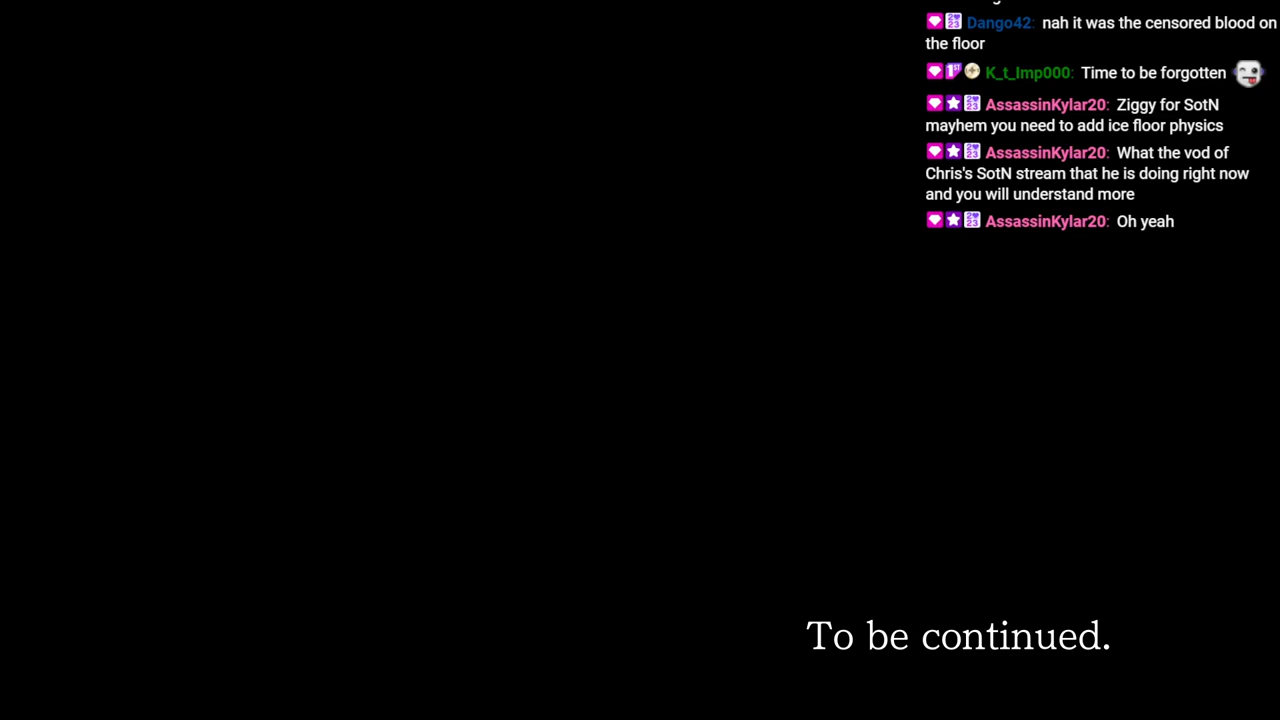 Dango42: nah it was the censored blood on
the floor
K_t_Imp000: Time to be forgotten
AssassinKylar20: Ziggy for SotN
mayhem you need to add ice floor physics
AssassinKylar20: What the vod of
Chris's SotN stream that he is doing right now
and you will understand more
AssassinKylar20: Oh yeah
To be continued.